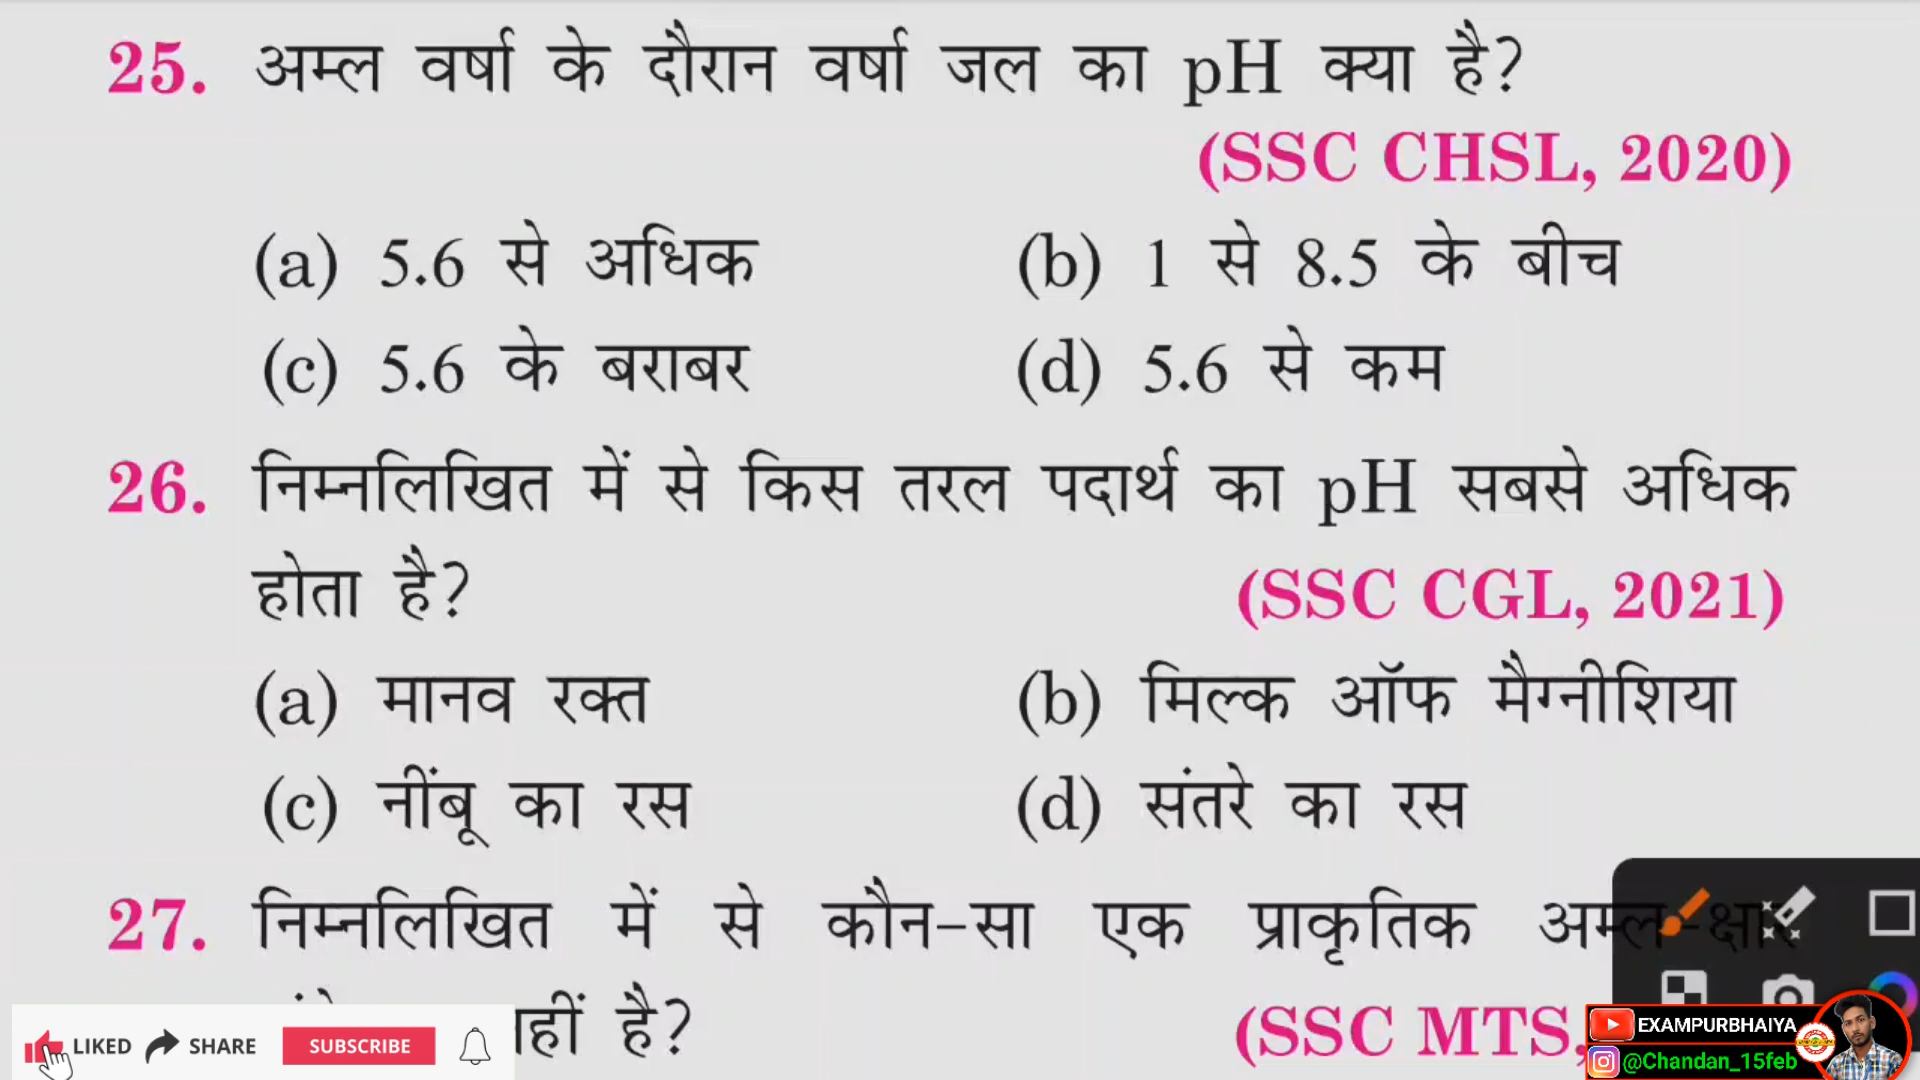 25. अम्ल वर्षा के दौरान वर्षा जल का pH क्या है?
(SSC CHSL, 2020)
(a) 5.6 से अधिक (b) 1 से 8.5 के बीच
(c) 5.6 के बराबर (d) 5.6 से कम
26. निम्नलिखित में से किस तरल पदार्थ का pH सबसे अधिक
होता है? (SSC CGL, 2021)
(a) मानव रक्त (b) मिल्क ऑफ मैग्नीशिया
(c) नींबू का रस (d) संतरे का रस
27. निम्नलिखित में से कौन-सा एक प्राकृतिक अम्ल-क्षार
है? (SSC MTS,
LIKED SHARE SUBSCRIBE
EXAMPURBHAIYA
@Chandan_15feb